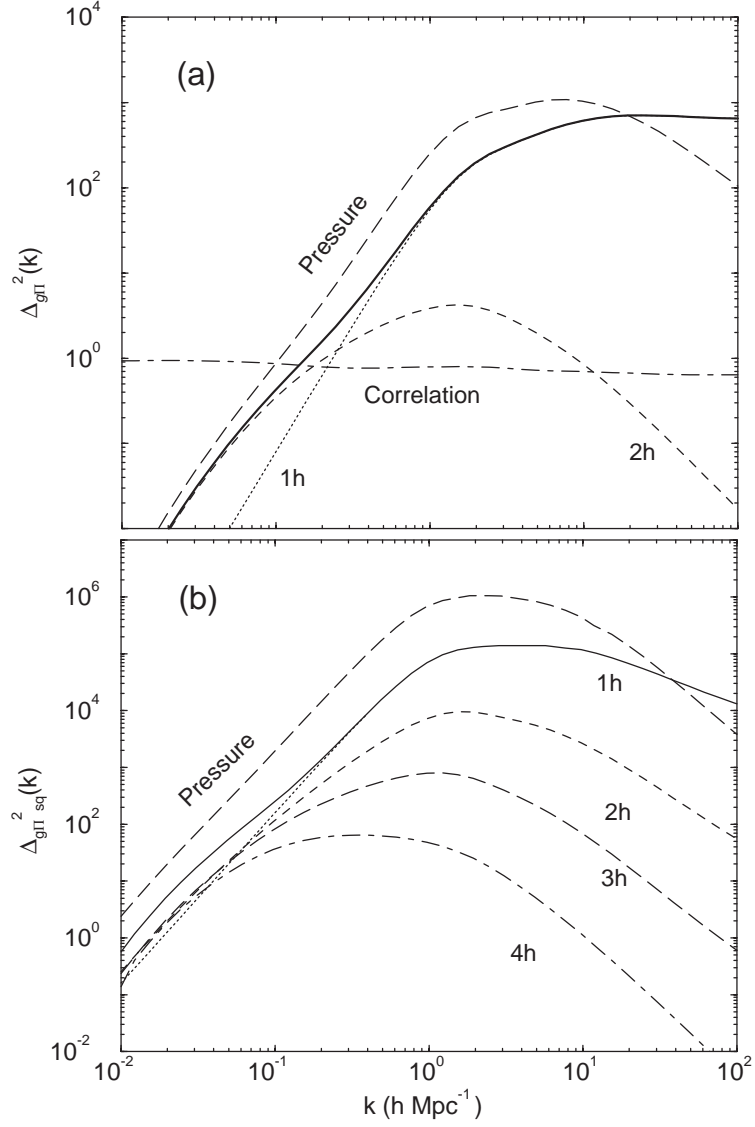 10^4
(a)
10^2
Pressure
Δ_{gΠ}^2(k)
10^0
Correlation
1h
2h
10^6
(b)
1h
10^4
Pressure
2h
10^2
Δ_{gΠ}^2_{sq}(k)
3h
10^0
4h
10^{-2}
10^{-2} 10^{-1} 10^0 10^1 10^2
k (h Mpc^{-1})